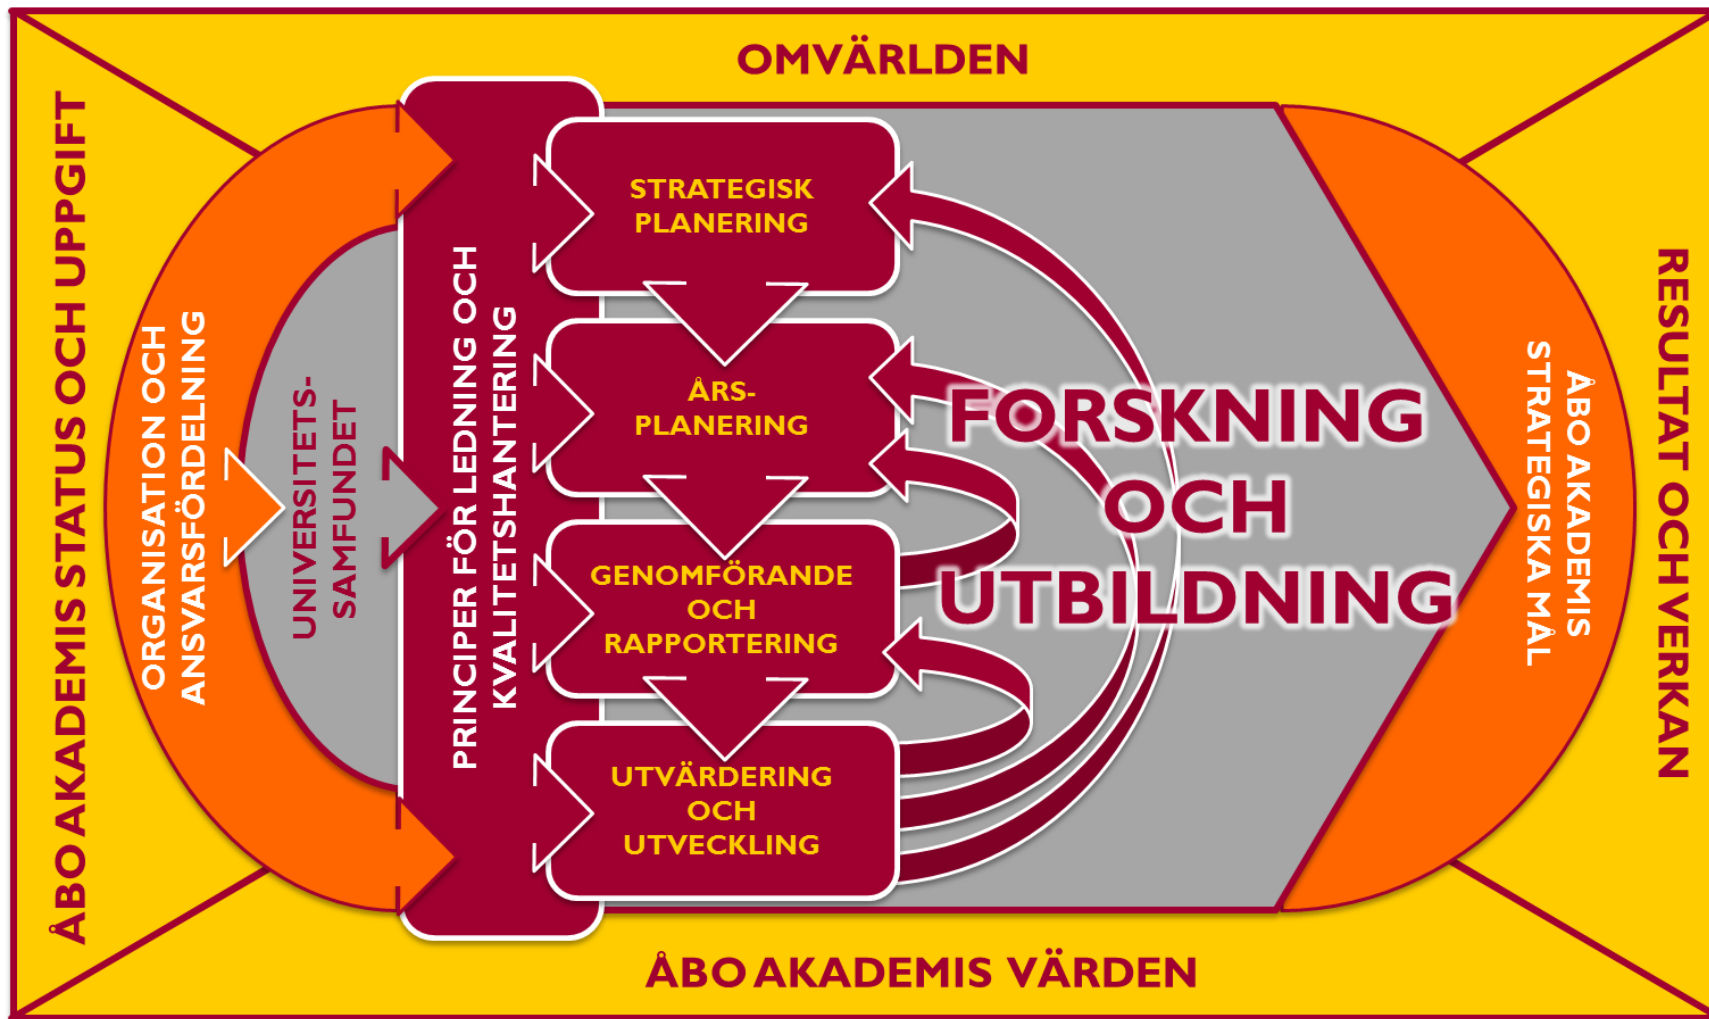 OMVÄRLDEN
ÅBO AKADEMIS STATUS OCH UPPGIFT
ORGANISATION OCH
ANSVARSFÖRDELNING
UNIVERSITETS-
SAMFUNDET
PRINCIPER FÖR LEDNING OCH
KVALITETSHANTERING
STRATEGISK
PLANERING
ÅRS-
PLANERING
GENOMFÖRANDE
OCH
RAPPORTERING
UTVÄRDERING
OCH
UTVECKLING
FORSKNING
OCH
UTBILDNING
ÅBO AKADEMIS
STRATEGISKA MÅL
RESULTAT OCH VERKAN
ÅBO AKADEMIS VÄRDEN